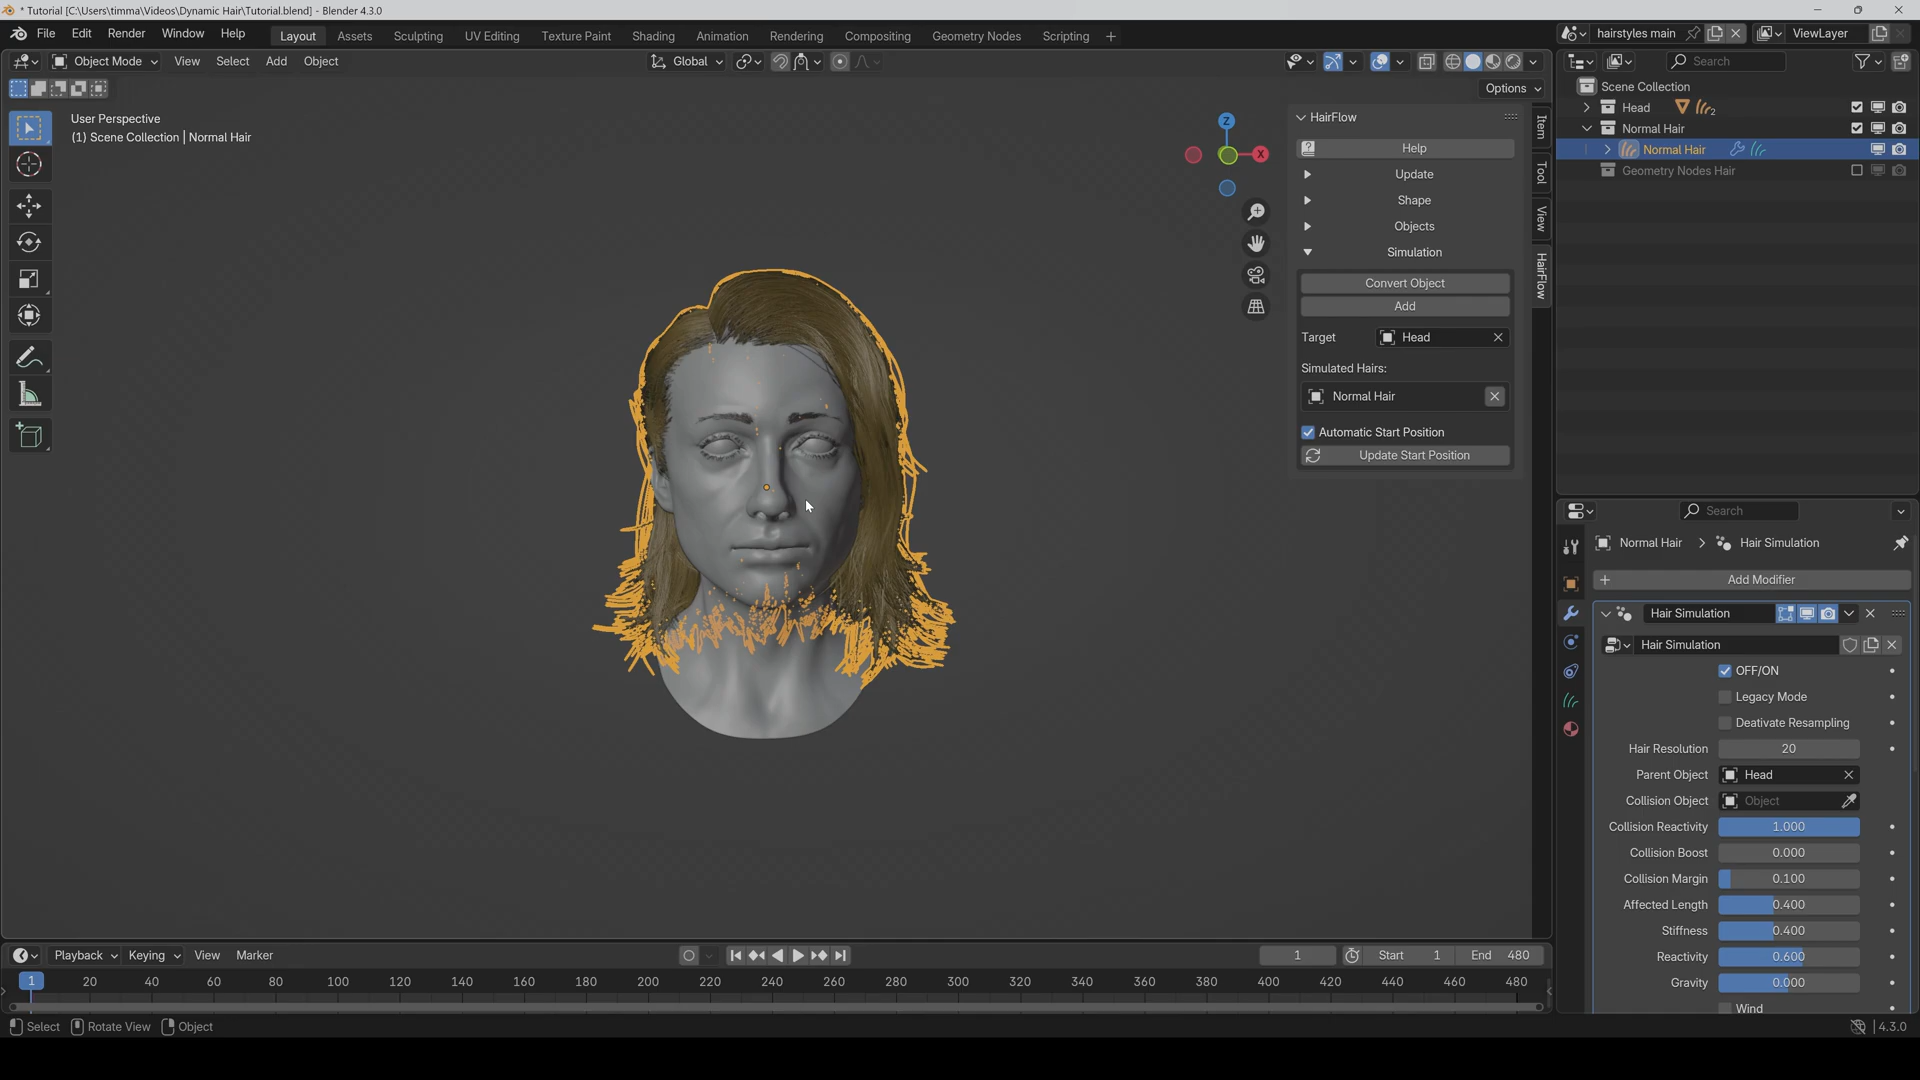 * Tutorial [C:\Users\timma\Videos\Dynamic Hair\Tutorial.blend] - Blender 4.3.0
File Edit Render Window Help Layout Assets Sculpting UV Editing Texture Paint Shading Animation Rendering Compositing Geometry Nodes Scripting + hairstyles main ViewLayer
Object Mode View Select Add Object Global Search
Options
User Perspective
(1) Scene Collection | Normal Hair
Z
X
HairFlow
Help
Update
Shape
Objects
Simulation
Convert Object
Add
Target Head
Simulated Hairs:
Normal Hair
Automatic Start Position
Update Start Position
Item
Tool
View
HairFlow
Scene Collection
Head 2
Normal Hair
Normal Hair
Geometry Nodes Hair
Search
Normal Hair > Hair Simulation
Add Modifier
Hair Simulation
Hair Simulation
OFF/ON
Legacy Mode
Deativate Resampling
Hair Resolution 20
Parent Object Head
Collision Object Object
Collision Reactivity 1.000
Collision Boost 0.000
Collision Margin 0.100
Affected Length 0.400
Stiffness 0.400
Reactivity 0.600
Gravity 0.000
Wind
Playback Keying View Marker 1 Start 1 End 480
1 20 40 60 80 100 120 140 160 180 200 220 240 260 280 300 320 340 360 380 400 420 440 460 480
Select Rotate View Object 4.3.0